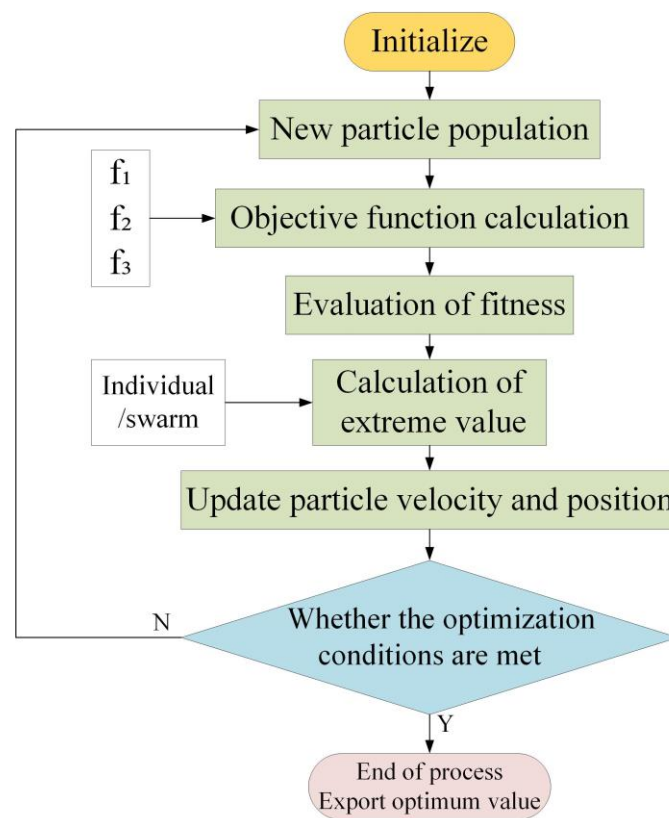 Initialize
New particle population
f₁
f₂
f₃
Objective function calculation
Evaluation of fitness
Individual
/swarm
Calculation of
extreme value
Update particle velocity and position
N
Whether the optimization
conditions are met
Y
End of process
Export optimum value